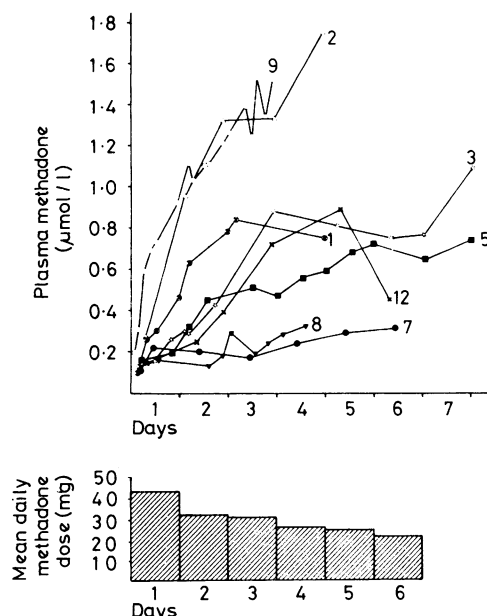 1·8
1·6
1·4
1·2
1·0
0·8
0·6
0·4
0·2
Plasma methadone
(µmol / l)
2
9
3
1
5
12
8
7
1 2 3 4 5 6 7
Days
50
40
30
20
10
Mean daily
methadone
dose (mg)
1 2 3 4 5 6
Days